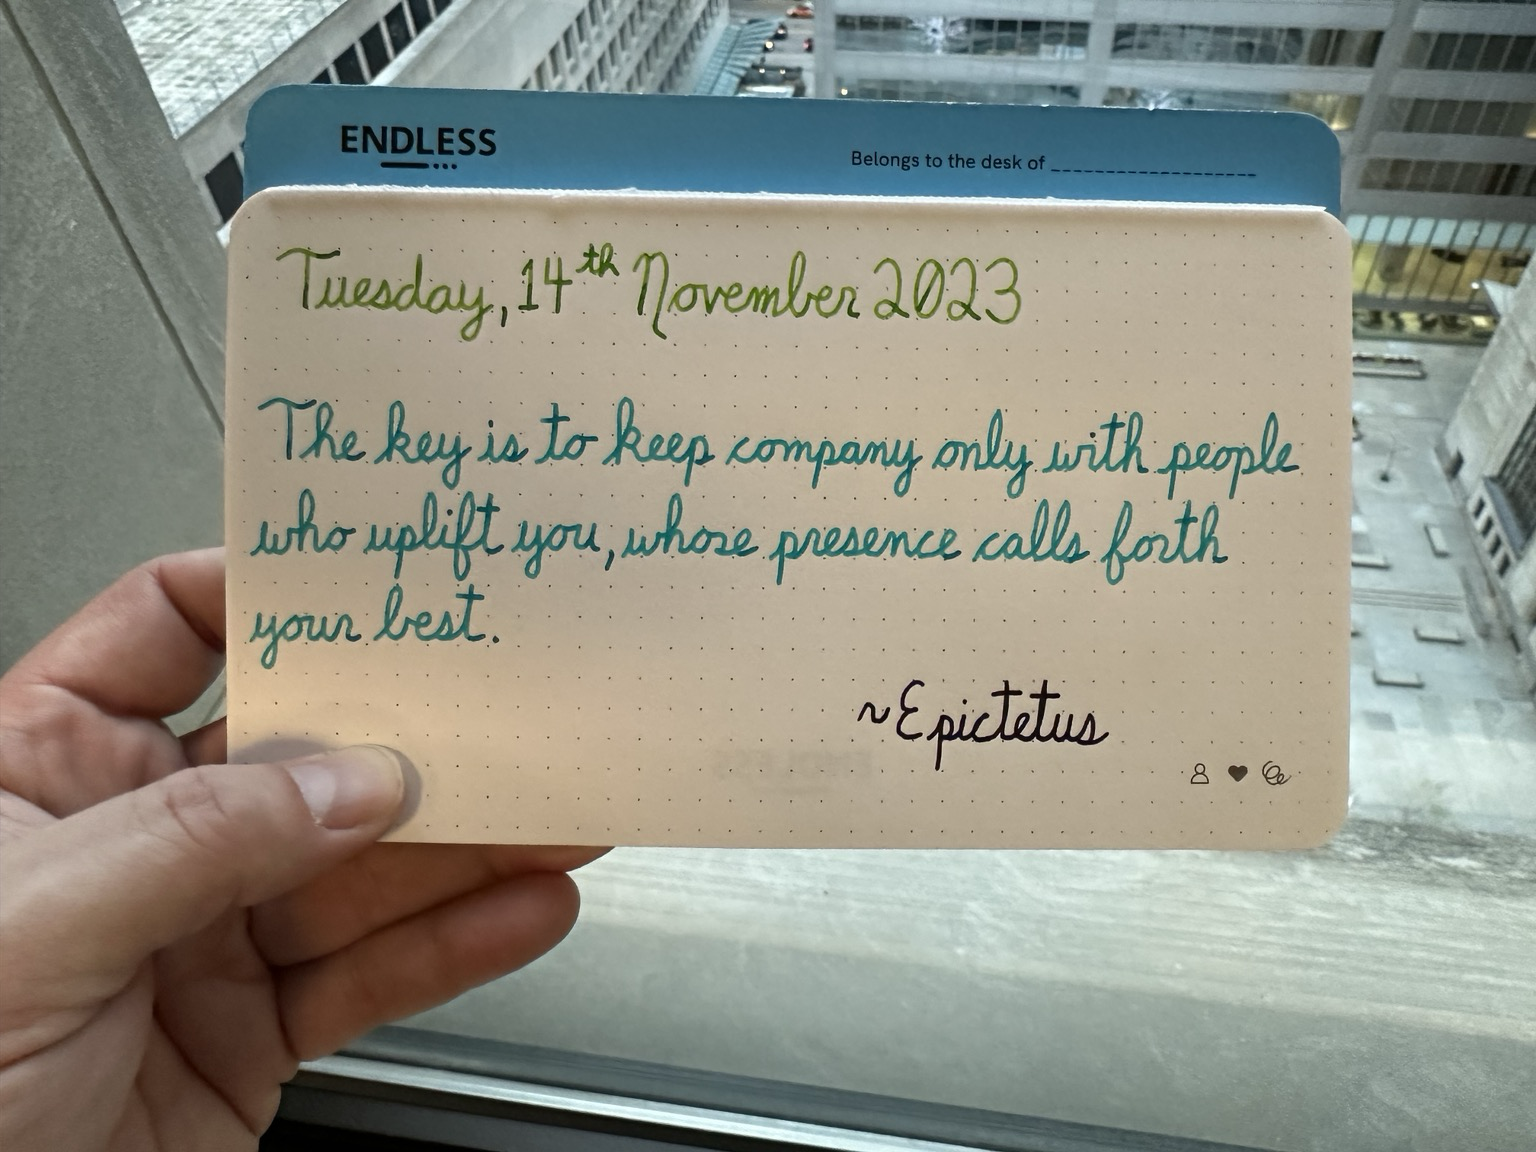 ENDLESS
Belongs to the desk of ____________________
Tuesday, 14th November 2023
The key is to keep company only with people
who uplift you, whose presence calls forth
your best.
~Epictetus